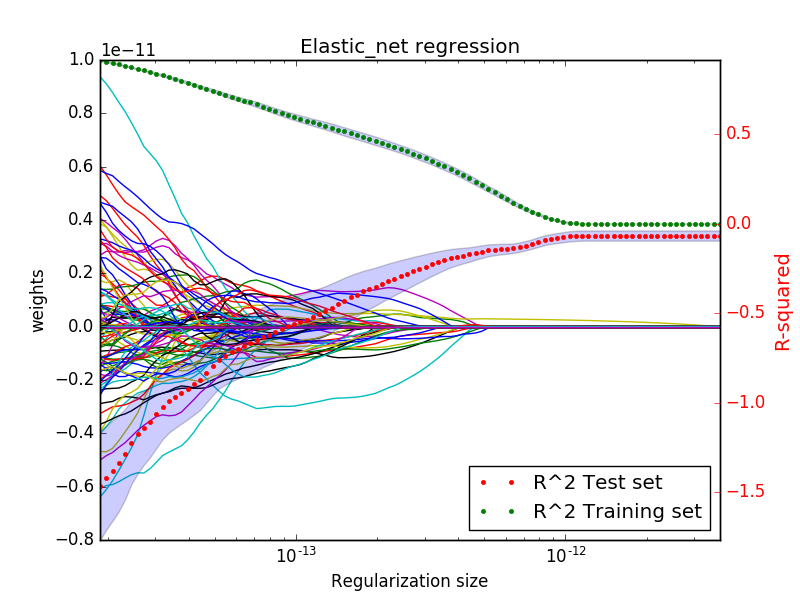 Elastic_net regression
1e−11
1.0
0.8
0.6
0.4
0.2
0.0
−0.2
−0.4
−0.6
−0.8
weights
0.5
0.0
−0.5
−1.0
−1.5
R-squared
R^2 Test set
R^2 Training set
10^-13
10^-12
Regularization size